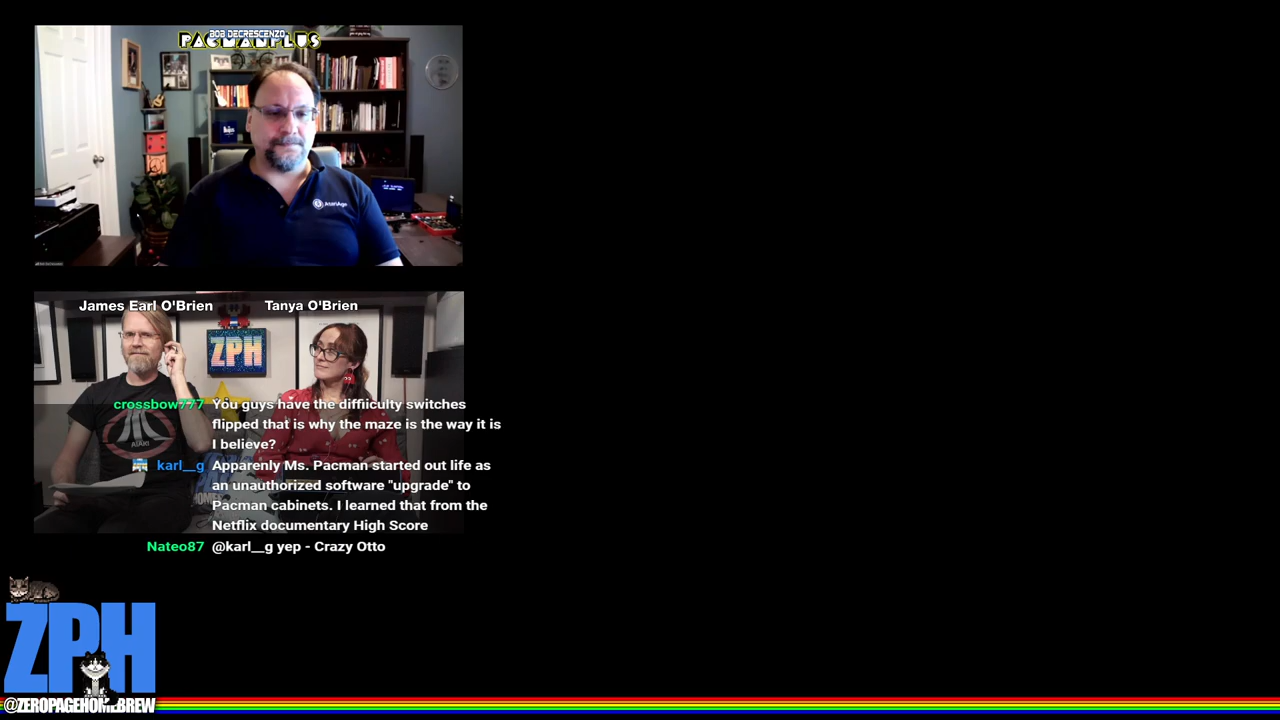 BOB DECRESCENZO
PACMANPLUS
AtariAge
James Earl O'Brien
Tanya O'Brien
ZPH
ATARI
crossbow777 You guys have the diffiiculty switches
flipped that is why the maze is the way it is
I believe?
karl__g Apparenly Ms. Pacman started out life as
an unauthorized software "upgrade" to
Pacman cabinets. I learned that from the
Netflix documentary High Score
Nateo87 @karl__g yep - Crazy Otto
ZPH
@ZEROPAGEHOMEBREW